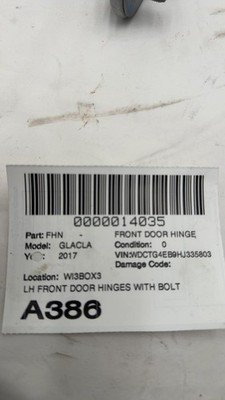 0000014035
Part: FHN - FRONT DOOR HINGE
Model: GLACLA Condition: 0
2017 VIN:WDCTG4EB9HJ335803
Damage Code:
Location: WI3BOX3
LH FRONT DOOR HINGES WITH BOLT
A386